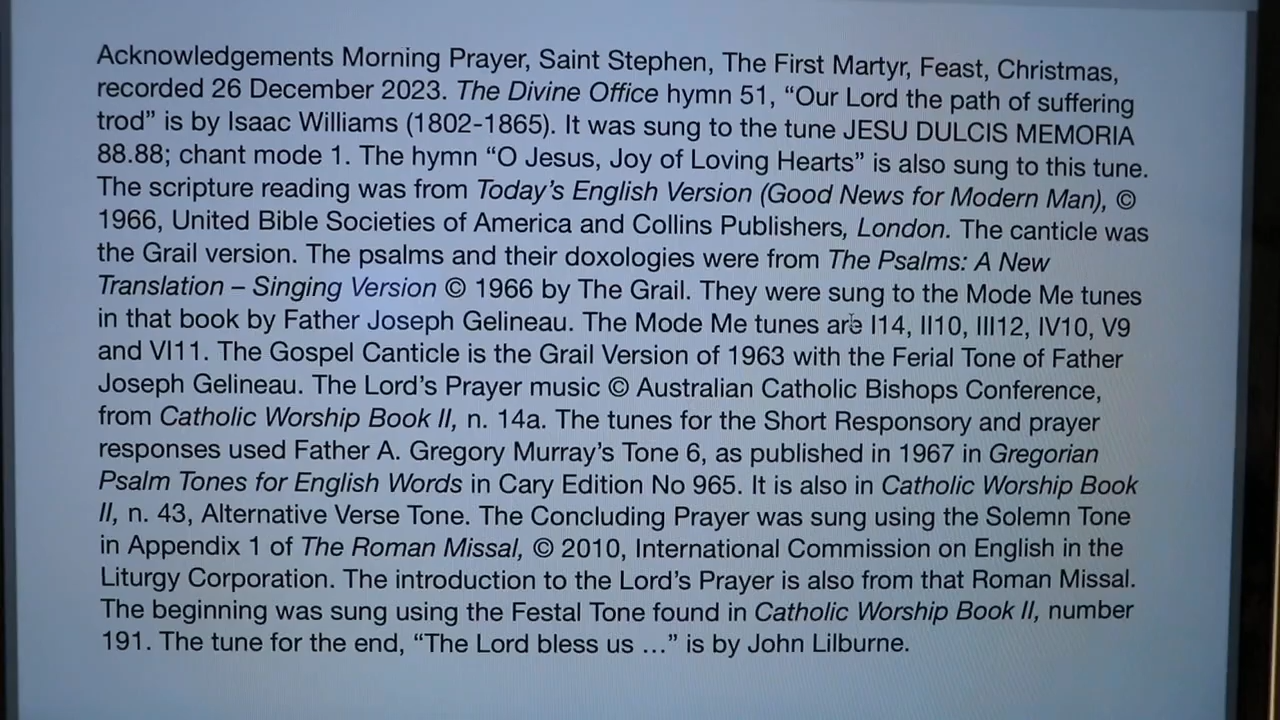 Acknowledgements Morning Prayer, Saint Stephen, The First Martyr, Feast, Christmas,
recorded 26 December 2023. The Divine Office hymn 51, “Our Lord the path of suffering
trod” is by Isaac Williams (1802-1865). It was sung to the tune JESU DULCIS MEMORIA
88.88; chant mode 1. The hymn “O Jesus, Joy of Loving Hearts” is also sung to this tune.
The scripture reading was from Today’s English Version (Good News for Modern Man), ©
1966, United Bible Societies of America and Collins Publishers, London. The canticle was
the Grail version. The psalms and their doxologies were from The Psalms: A New
Translation – Singing Version © 1966 by The Grail. They were sung to the Mode Me tunes
in that book by Father Joseph Gelineau. The Mode Me tunes are I14, II10, III12, IV10, V9
and VI11. The Gospel Canticle is the Grail Version of 1963 with the Ferial Tone of Father
Joseph Gelineau. The Lord’s Prayer music © Australian Catholic Bishops Conference,
from Catholic Worship Book II, n. 14a. The tunes for the Short Responsory and prayer
responses used Father A. Gregory Murray’s Tone 6, as published in 1967 in Gregorian
Psalm Tones for English Words in Cary Edition No 965. It is also in Catholic Worship Book
II, n. 43, Alternative Verse Tone. The Concluding Prayer was sung using the Solemn Tone
in Appendix 1 of The Roman Missal, © 2010, International Commission on English in the
Liturgy Corporation. The introduction to the Lord’s Prayer is also from that Roman Missal.
The beginning was sung using the Festal Tone found in Catholic Worship Book II, number
191. The tune for the end, “The Lord bless us …” is by John Lilburne.